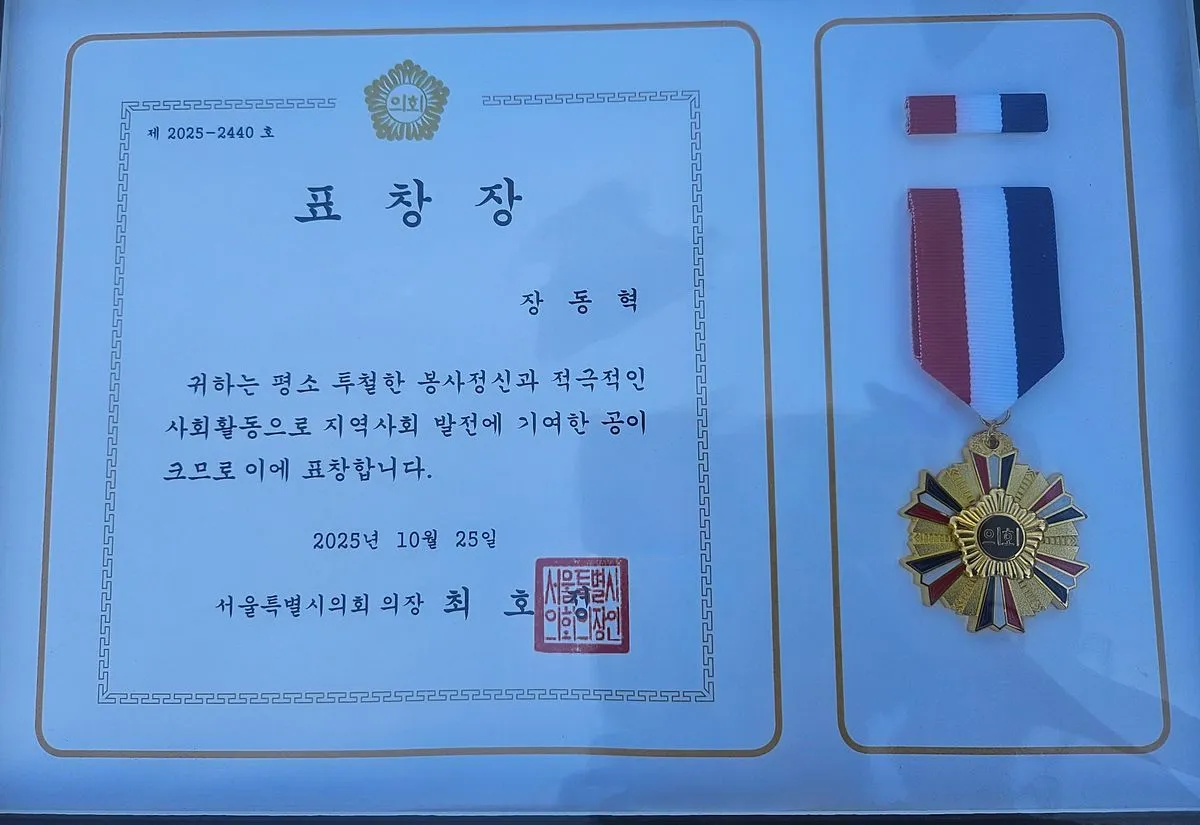 의회
제 2025-2440 호
표 창 장
장 동 혁
귀하는 평소 투철한 봉사정신과 적극적인
사회활동으로 지역사회 발전에 기여한 공이
크므로 이에 표창합니다.
2025년 10월 25일
서울특별시의회 의장 최 호 정
서울특별시
의회의장인
의회